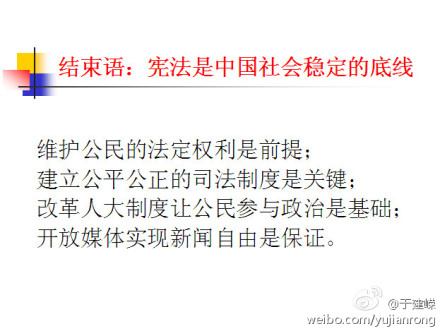 结束语：宪法是中国社会稳定的底线
维护公民的法定权利是前提；
建立公平公正的司法制度是关键；
改革人大制度让公民参与政治是基础；
开放媒体实现新闻自由是保证。
@于建嵘
weibo.com/yujianrong